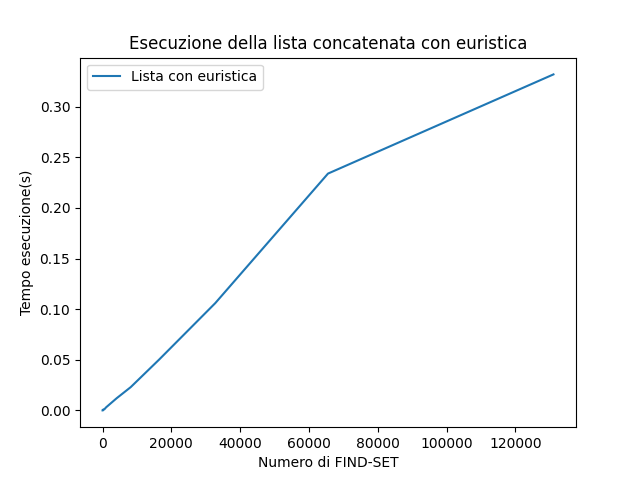 Esecuzione della lista concatenata con euristica
Lista con euristica
Tempo esecuzione(s)
0.30
0.25
0.20
0.15
0.10
0.05
0.00
0 20000 40000 60000 80000 100000 120000
Numero di FIND-SET